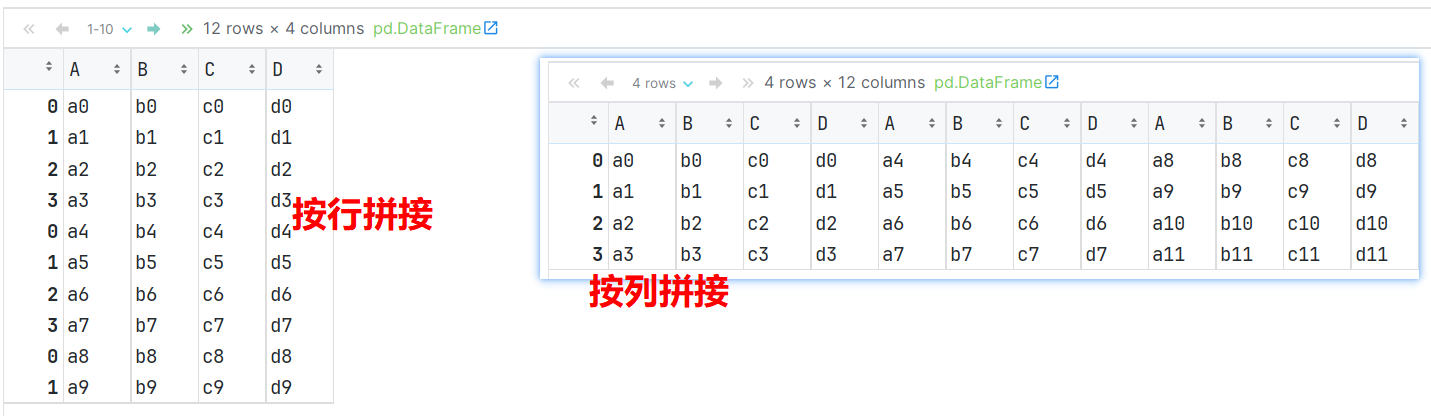 1-10 12 rows × 4 columns pd.DataFrame
A B C D
0 a0 b0 c0 d0
1 a1 b1 c1 d1
2 a2 b2 c2 d2
3 a3 b3 c3 d3
0 a4 b4 c4 d4
1 a5 b5 c5 d5
2 a6 b6 c6 d6
3 a7 b7 c7 d7
0 a8 b8 c8 d8
1 a9 b9 c9 d9
按行拼接
4 rows 4 rows × 12 columns pd.DataFrame
A B C D A B C D A B C D
0 a0 b0 c0 d0 a4 b4 c4 d4 a8 b8 c8 d8
1 a1 b1 c1 d1 a5 b5 c5 d5 a9 b9 c9 d9
2 a2 b2 c2 d2 a6 b6 c6 d6 a10 b10 c10 d10
3 a3 b3 c3 d3 a7 b7 c7 d7 a11 b11 c11 d11
按列拼接